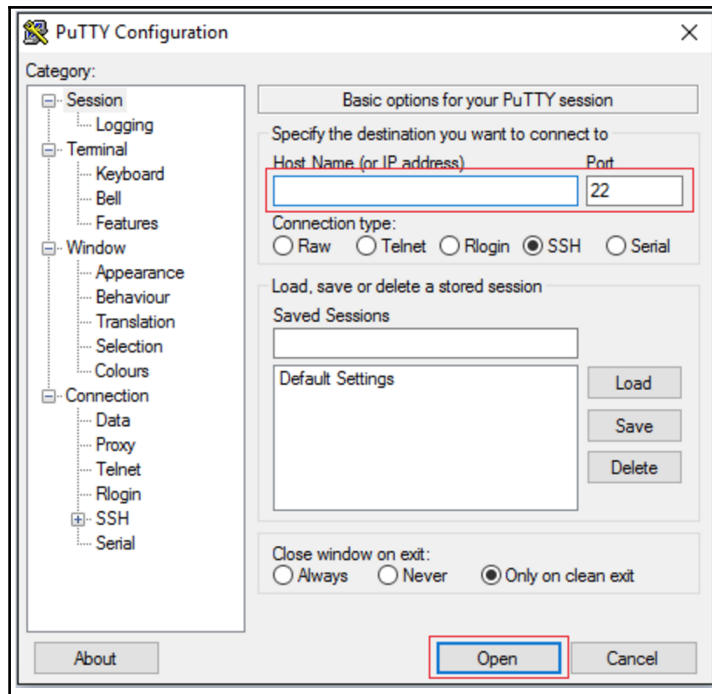 PuTTY Configuration
Category:
Session
Logging
Terminal
Keyboard
Bell
Features
Window
Appearance
Behaviour
Translation
Selection
Colours
Connection
Data
Proxy
Telnet
Rlogin
SSH
Serial
Basic options for your PuTTY session
Specify the destination you want to connect to
Host Name (or IP address) Port
22
Connection type:
Raw Telnet Rlogin SSH Serial
Load, save or delete a stored session
Saved Sessions
Default Settings
Load
Save
Delete
Close window on exit:
Always Never Only on clean exit
About Open Cancel